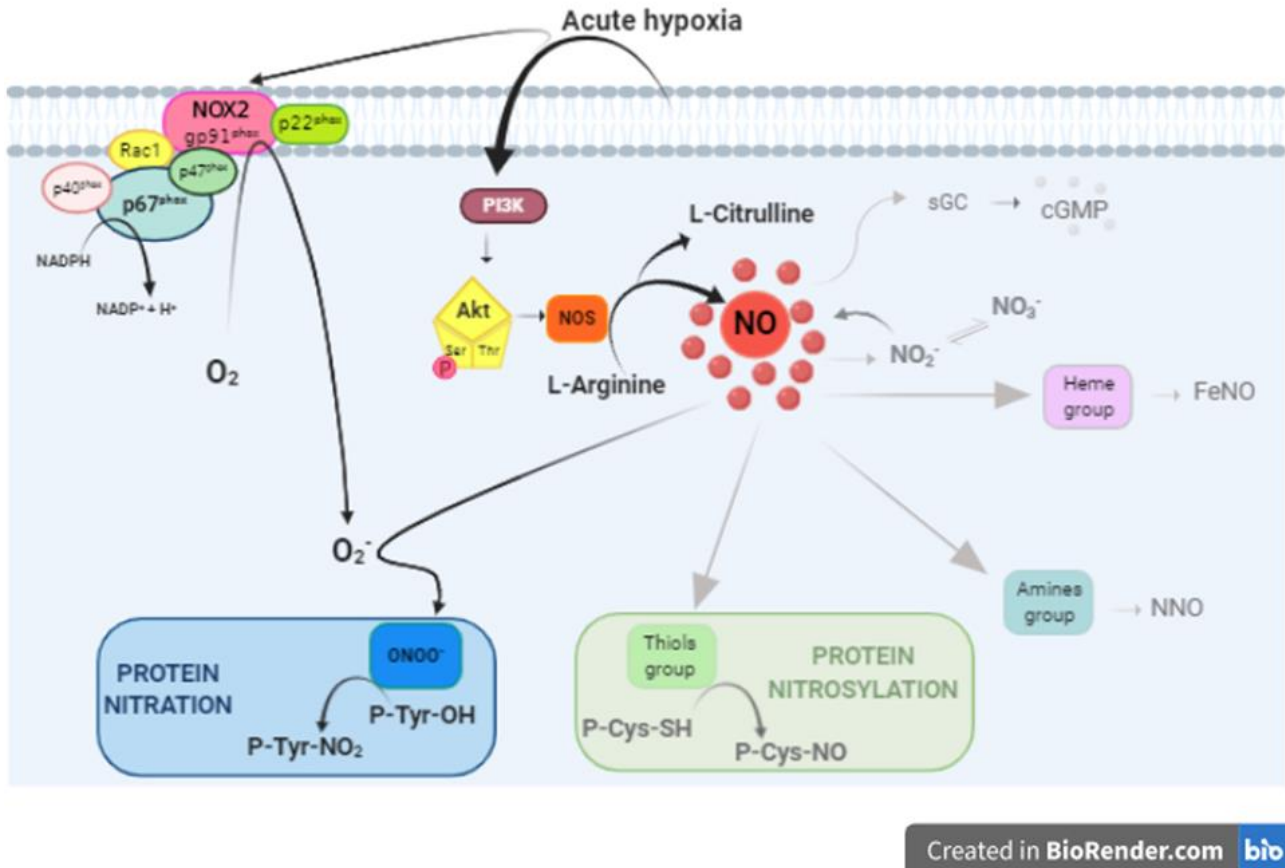 Acute hypoxia
NOX2
gp91ᵖʰᵒˣ
p22ᵖʰᵒˣ
Rac1
p47ᵖʰᵒˣ
p40ᵖʰᵒˣ
p67ᵖʰᵒˣ
NADPH
NADP⁺ + H⁺
O₂
PI3K
Akt
Ser
Thr
P
NOS
L-Citrulline
L-Arginine
NO
sGC
cGMP
NO₃⁻
NO₂⁻
Heme
group
FeNO
Amines
group
NNO
O₂⁻
PROTEIN
NITRATION
ONOO⁻
P-Tyr-OH
P-Tyr-NO₂
Thiols
group
PROTEIN
NITROSYLATION
P-Cys-SH
P-Cys-NO
Created in BioRender.com bio